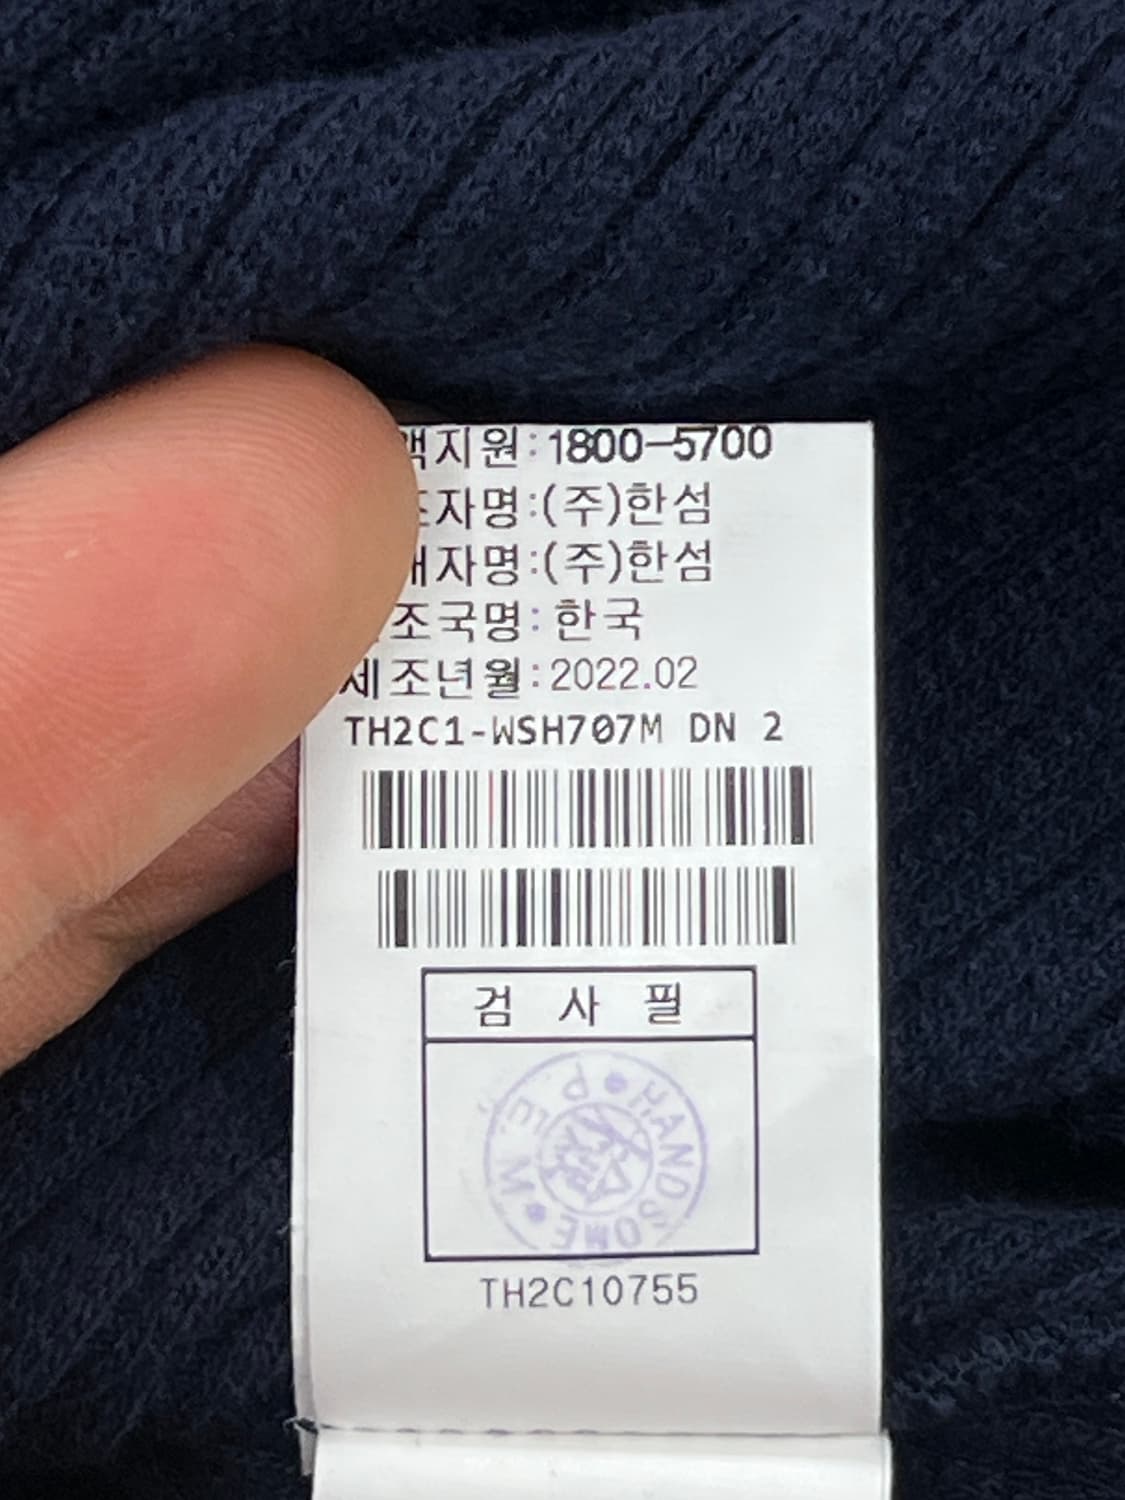 객지원:1800-5700
조자명:(주)한섬
매자명:(주)한섬
조국명:한국
제조년월:2022.02
TH2C1-WSH707M DN 2
검 사 필
HANDSOME
P.E.M
TH2C10755